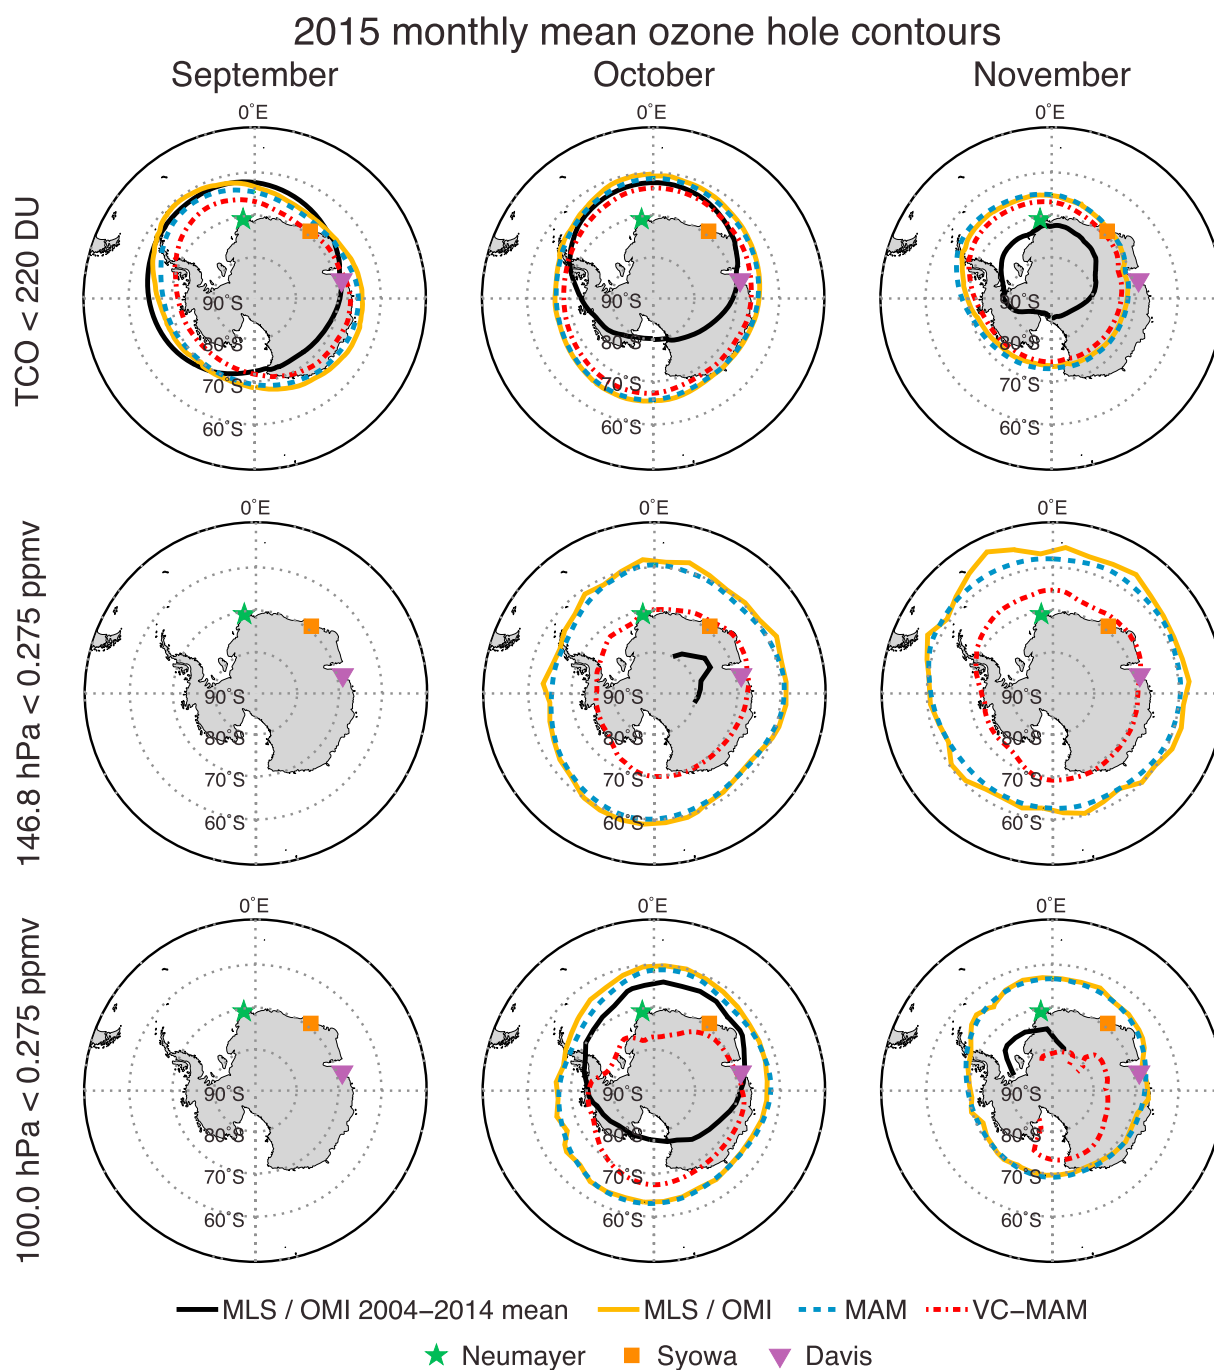 2015 monthly mean ozone hole contours
September October November
TCO < 220 DU
0°E 0°E 0°E
90°S 90°S 90°S
80°S 80°S 80°S
70°S 70°S 70°S
60°S 60°S 60°S
146.8 hPa < 0.275 ppmv
0°E 0°E 0°E
90°S 90°S 90°S
80°S 80°S 80°S
70°S 70°S 70°S
60°S 60°S 60°S
100.0 hPa < 0.275 ppmv
0°E 0°E 0°E
90°S 90°S 90°S
80°S 80°S 80°S
70°S 70°S 70°S
60°S 60°S 60°S
MLS / OMI 2004–2014 mean MLS / OMI MAM VC–MAM
Neumayer Syowa Davis